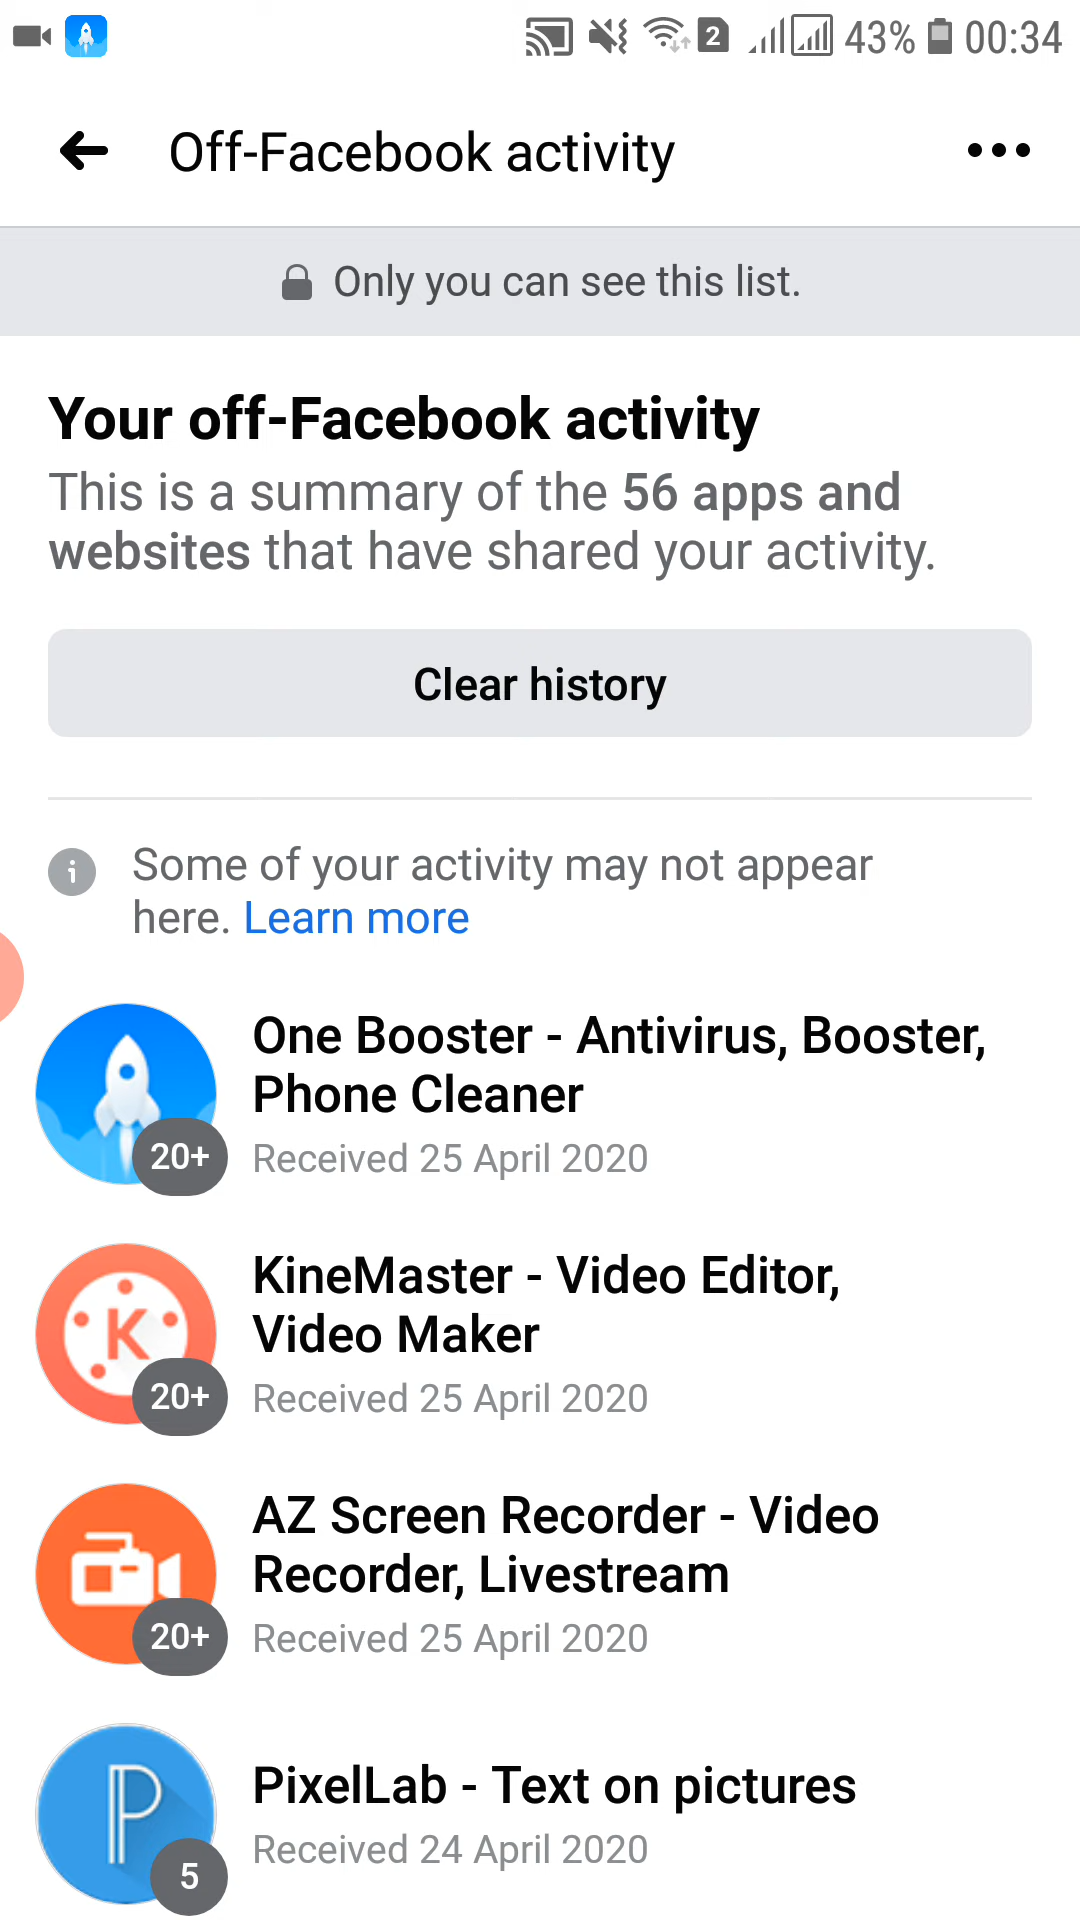 2 43% 00:34
Off-Facebook activity
Only you can see this list.
Your off-Facebook activity
This is a summary of the 56 apps and
websites that have shared your activity.
Clear history
Some of your activity may not appear
here. Learn more
One Booster - Antivirus, Booster,
Phone Cleaner
20+ Received 25 April 2020
KineMaster - Video Editor,
Video Maker
K
20+ Received 25 April 2020
AZ Screen Recorder - Video
Recorder, Livestream
20+ Received 25 April 2020
PixelLab - Text on pictures
P
Received 24 April 2020
5